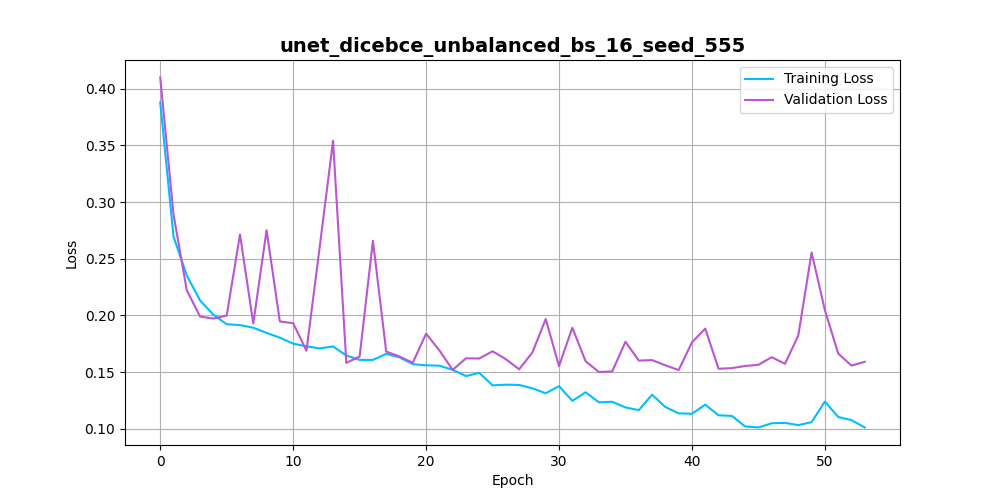 unet_dicebce_unbalanced_bs_16_seed_555
Training Loss
Validation Loss
0.40
0.35
0.30
0.25
0.20
0.15
0.10
Loss
0
10
20
30
40
50
Epoch